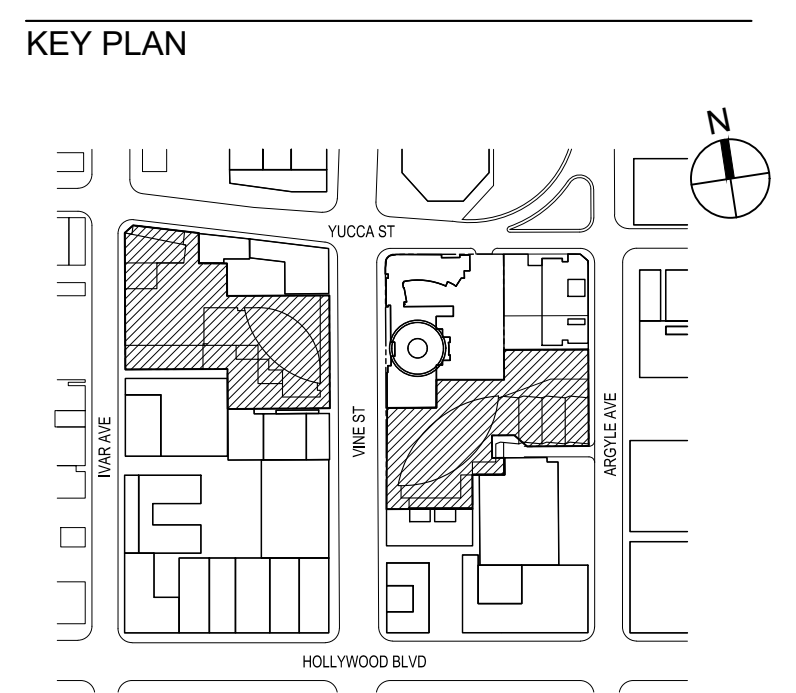 KEY PLAN
N
YUCCA ST
IVAR AVE
VINE ST
ARGYLE AVE
HOLLYWOOD BLVD